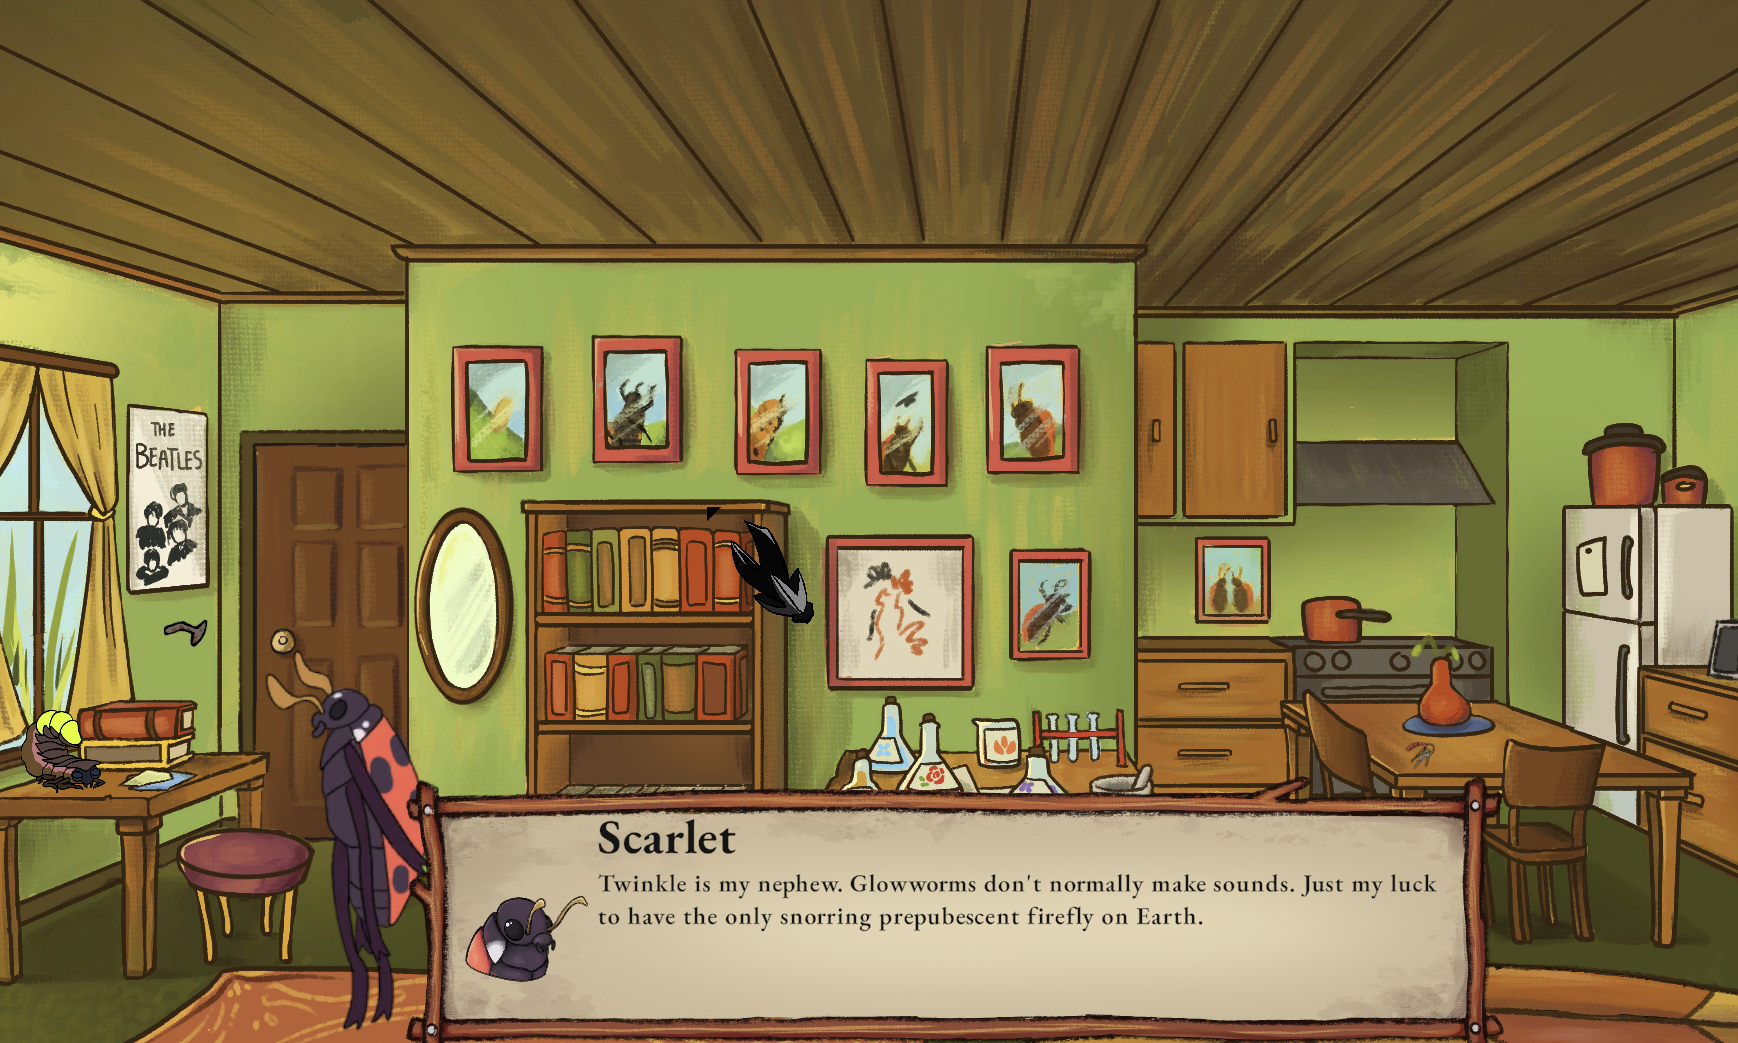 THE
BEATLES
Scarlet
Twinkle is my nephew. Glowworms don't normally make sounds. Just my luck
to have the only snorring prepubescent firefly on Earth.